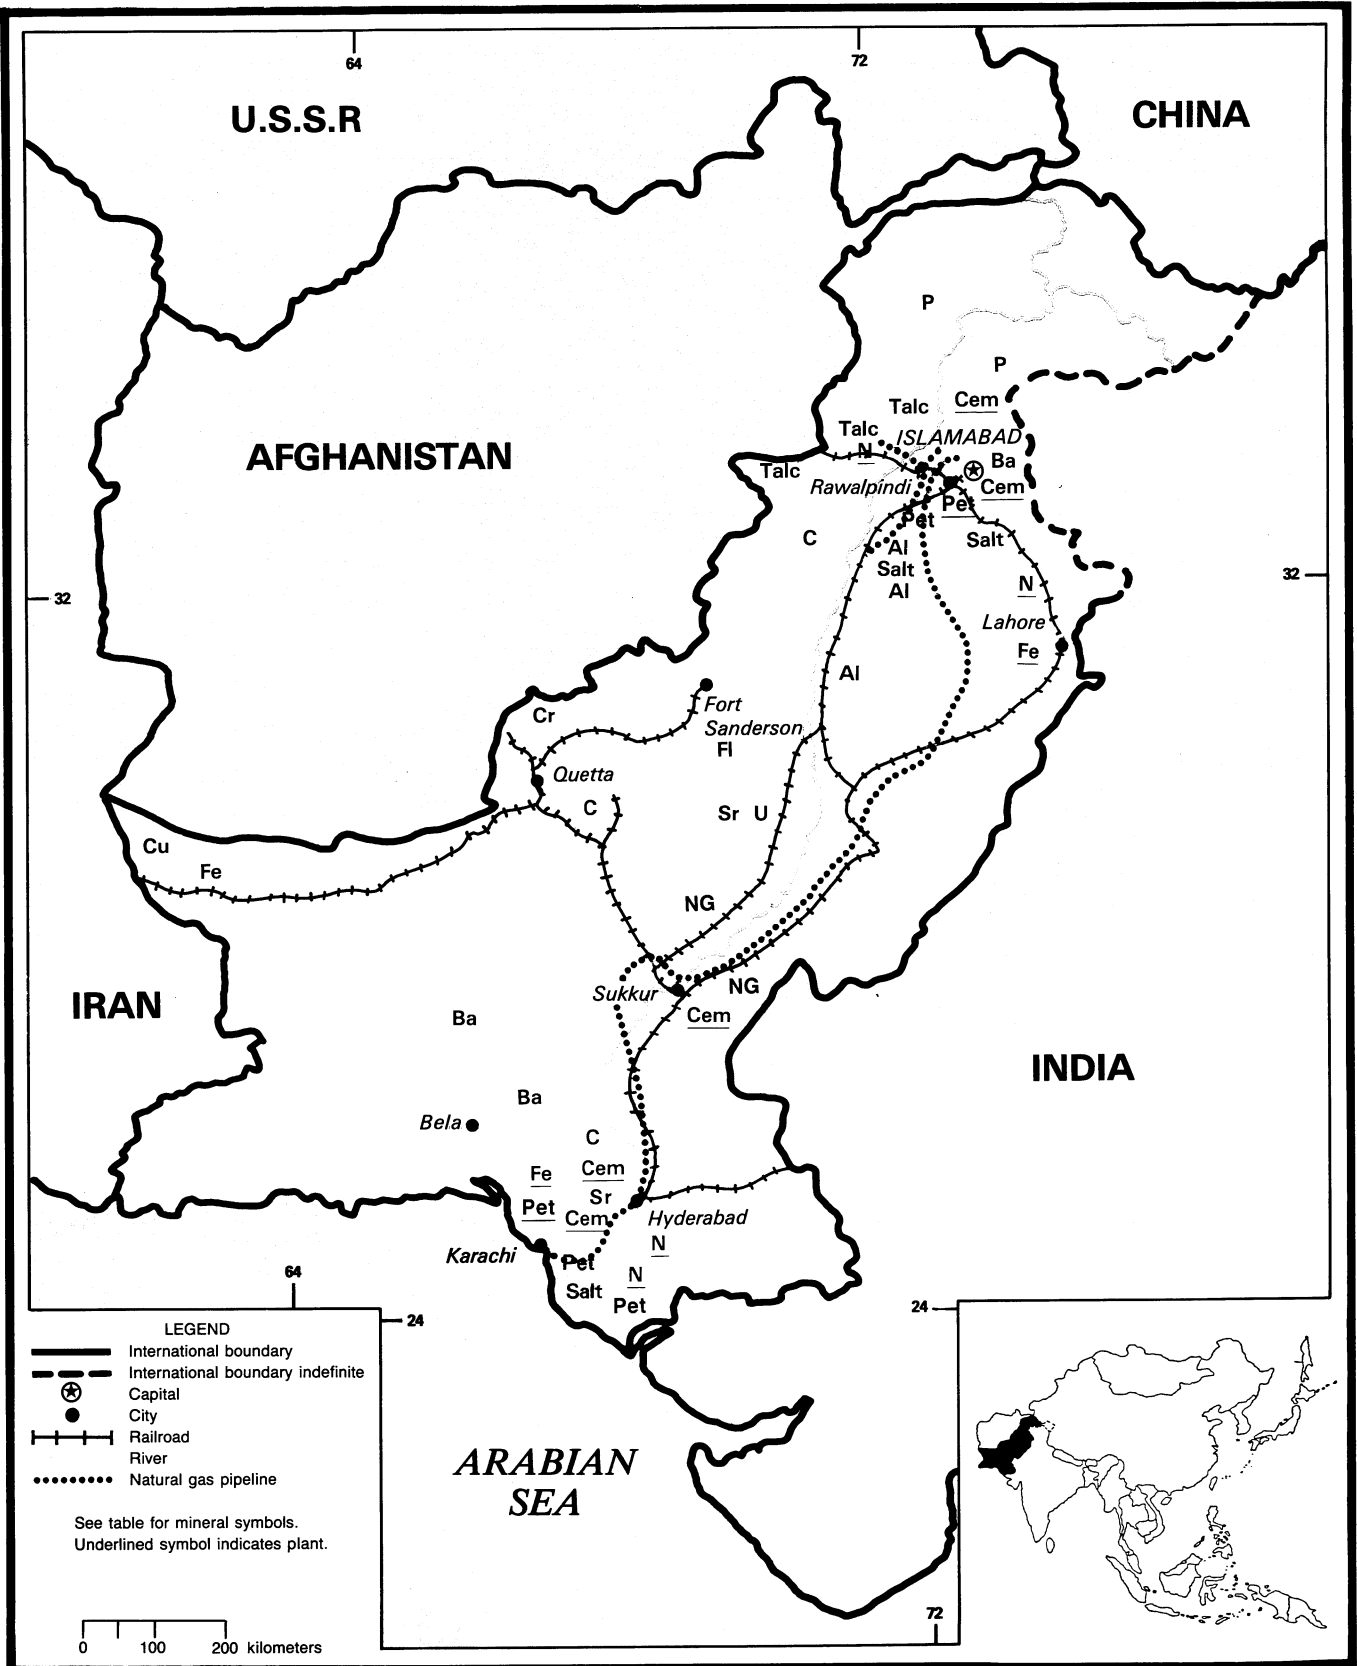 64
72
U.S.S.R
CHINA
P
P
Cem
Talc
Talc
ISLAMABAD
N
AFGHANISTAN
Talc
Ba
Rawalpindi
Cem
Pet
Pet
C
Salt
Al
Salt
Al
32
32
N
Lahore
Fe
Al
Cr
Fort
Sanderson
Fl
Quetta
C
Sr U
Cu
Fe
NG
IRAN
Sukkur
NG
Cem
Ba
INDIA
Ba
Bela
C
Fe
Cem
Sr
Pet
Cem
Hyderabad
N
Karachi
Pet
N
Salt
Pet
64
24
24
LEGEND
International boundary
International boundary indefinite
Capital
City
Railroad
River
Natural gas pipeline
See table for mineral symbols.
Underlined symbol indicates plant.
ARABIAN
SEA
72
0 100 200 kilometers